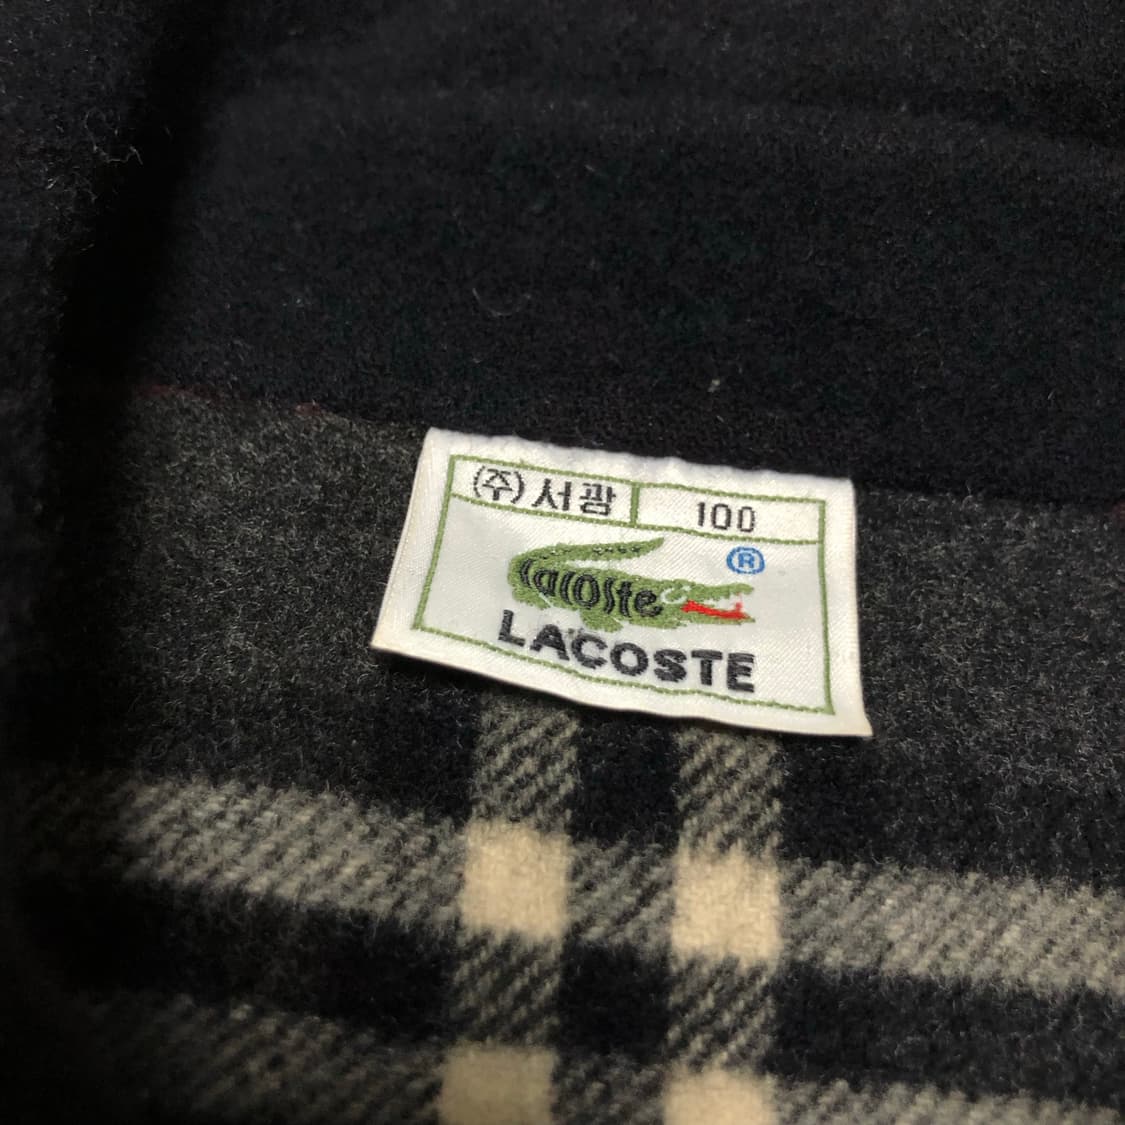 (주)서광 100
Lacoste ®
LACOSTE